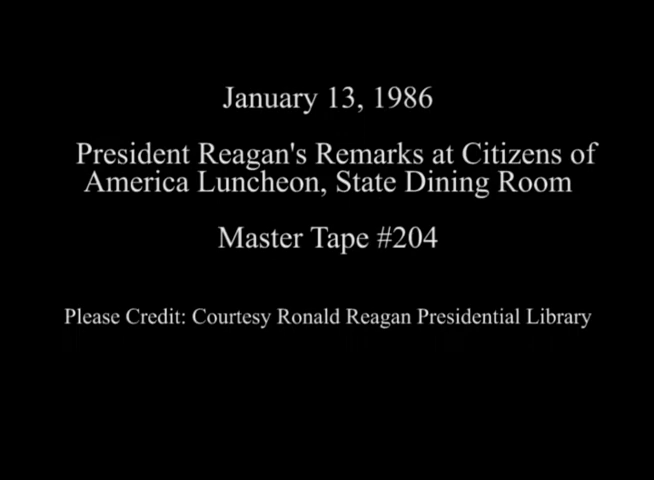 January 13, 1986
President Reagan's Remarks at Citizens of
America Luncheon, State Dining Room
Master Tape #204
Please Credit: Courtesy Ronald Reagan Presidential Library